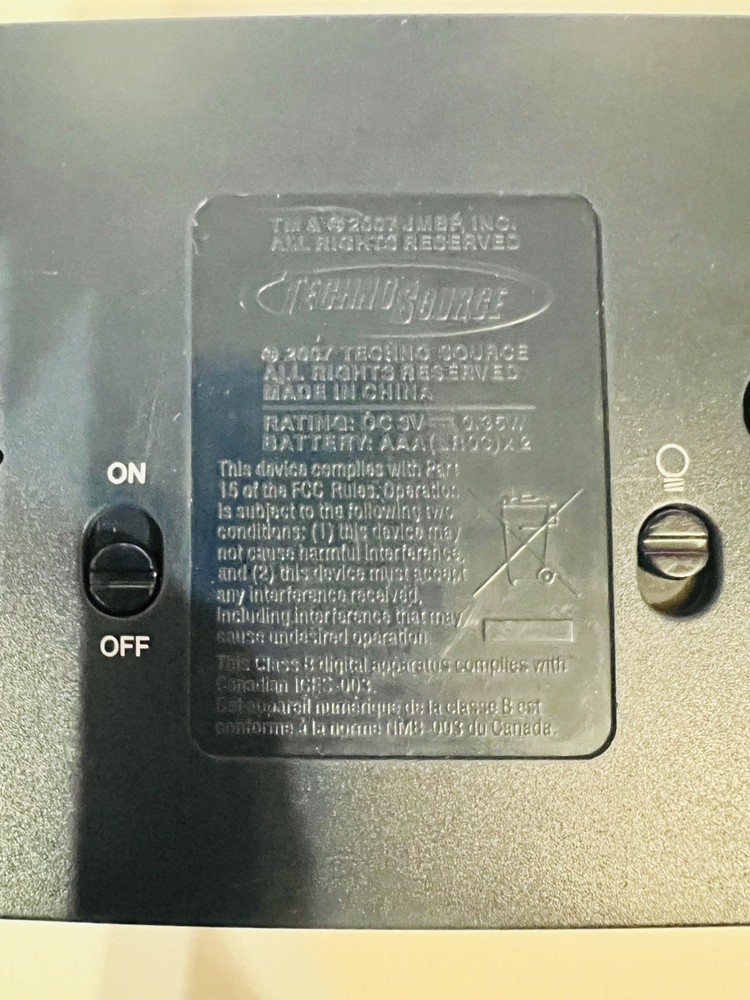 TM & © 2007 JMBP, INC.
ALL RIGHTS RESERVED
TECHNO SOURCE
© 2007 TECHNO SOURCE
ALL RIGHTS RESERVED
MADE IN CHINA
RATING: DC 3V ⎓ 0.35W
BATTERY: AAA(LR03)x2
ON
This device complies with Part
15 of the FCC Rules. Operation
is subject to the following two
conditions: (1) this device may
not cause harmful interference,
and (2) this device must accept
any interference received,
including interference that may
cause undesired operation.
OFF
This Class B digital apparatus complies with
Canadian ICES-003.
Cet appareil numérique de la classe B est
conforme à la norme NMB-003 du Canada.